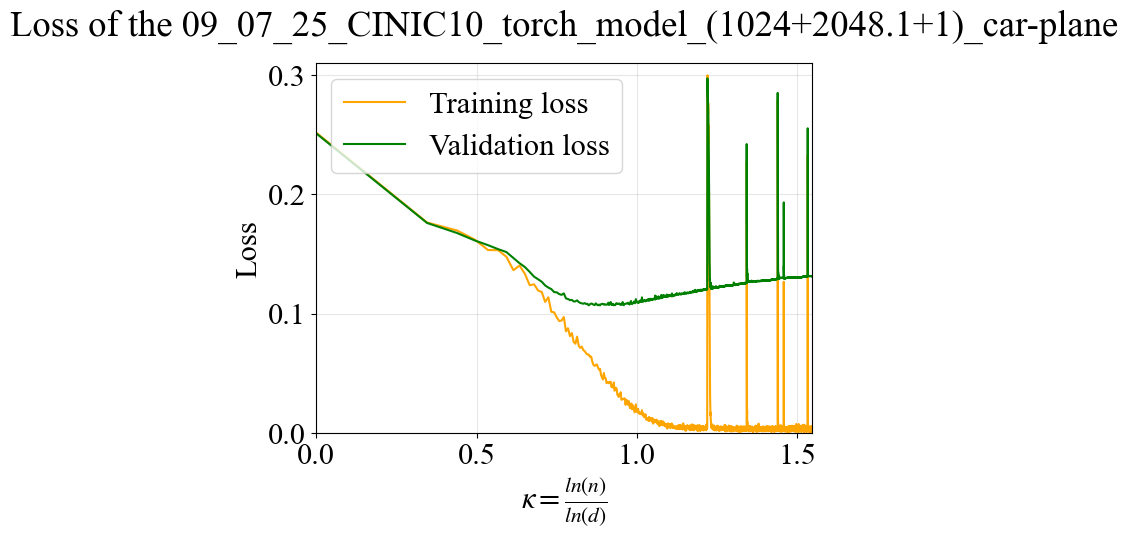 Loss of the 09_07_25_CINIC10_torch_model_(1024+2048.1+1)_car-plane
Training loss
Validation loss
Loss
0.3
0.2
0.1
0.0
0.0 0.5 1.0 1.5
κ = ln(n)/ln(d)